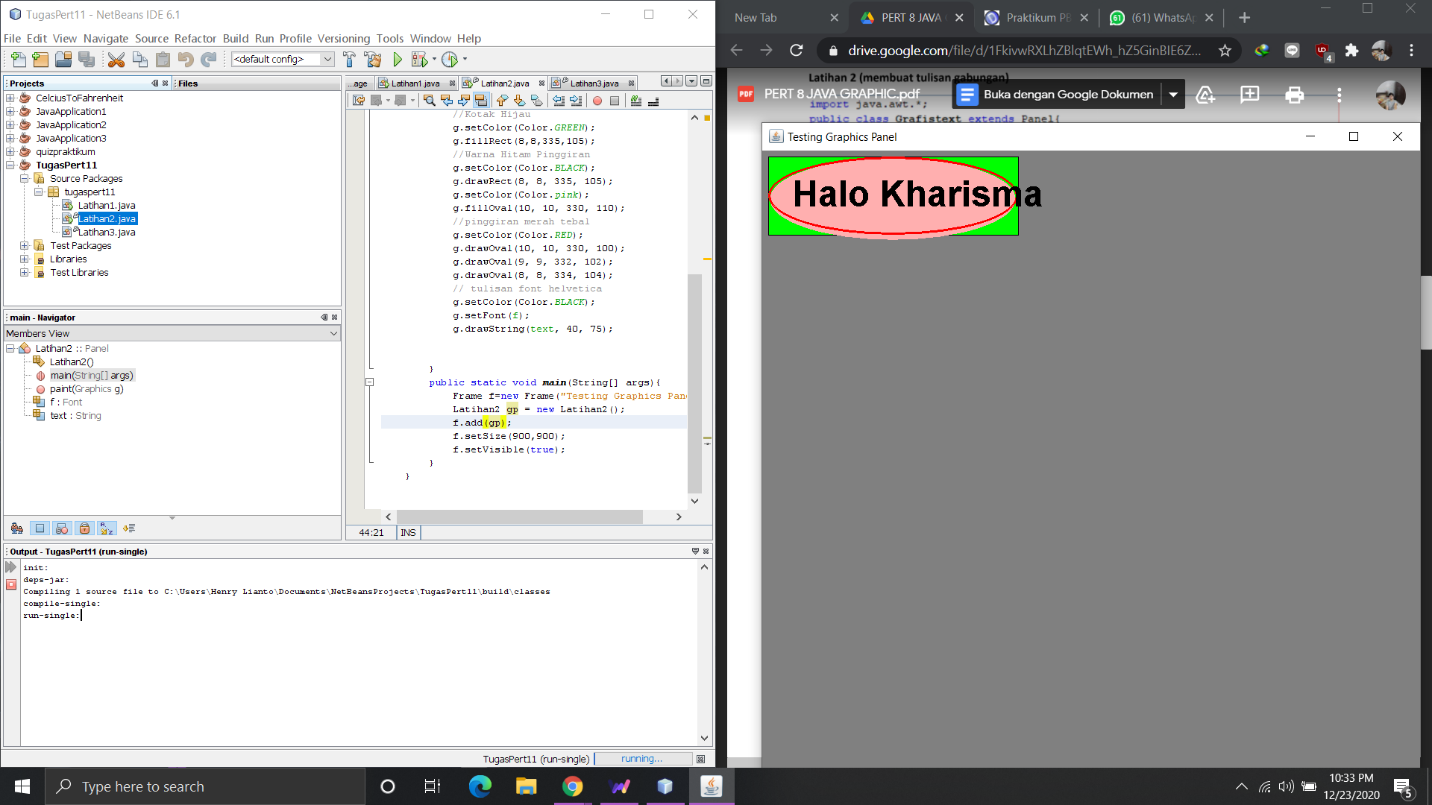 TugasPert11 - NetBeans IDE 6.1
File Edit View Navigate Source Refactor Build Run Profile Versioning Tools Window Help
<default config>
Projects
Files
CelciusToFahrenheit
JavaApplication1
JavaApplication2
JavaApplication3
quizpraktikum
TugasPert11
Source Packages
tugaspert11
Latihan1.java
Latihan2.java
Latihan3.java
Test Packages
Libraries
Test Libraries
main - Navigator
Members View
Latihan2 :: Panel
Latihan2()
main(String[] args)
paint(Graphics g)
f : Font
text : String
...age
Latihan1.java
Latihan2.java
Latihan3.java
//Kotak Hijau
g.setColor(Color.GREEN);
g.fillRect(8,8,335,105);
//Warna Hitam Pinggiran
g.setColor(Color.BLACK);
g.drawRect(8, 8, 335, 105);
g.setColor(Color.pink);
g.fillOval(10, 10, 330, 110);
//pinggiran merah tebal
g.setColor(Color.RED);
g.drawOval(10, 10, 330, 100);
g.drawOval(9, 9, 332, 102);
g.drawOval(8, 8, 334, 104);
// tulisan font helvetica
g.setColor(Color.BLACK);
g.setFont(f);
g.drawString(text, 40, 75);
}
public static void main(String[] args){
Frame f=new Frame("Testing Graphics Pan
Latihan2 gp = new Latihan2();
f.add(gp);
f.setSize(900,900);
f.setVisible(true);
}
}
44:21
INS
Output - TugasPert11 (run-single)
init:
deps-jar:
Compiling 1 source file to C:\Users\Henry Lianto\Documents\NetBeansProjects\TugasPert11\build\classes
compile-single:
run-single:
TugasPert11 (run-single)
running...
New Tab
PERT 8 JAVA
Praktikum PB
(61) WhatsAp
drive.google.com/file/d/1FkivwRXLhZBlqtEWh_hZ5GinBIE6Z...
4
Latihan 2 (membuat tulisan gabungan)
PERT 8 JAVA GRAPHIC.pdf
Buka dengan Google Dokumen
import java.awt.*;
public class Grafistext extends Panel{
Testing Graphics Panel
Halo Kharisma
Type here to search
10:33 PM
12/23/2020
5